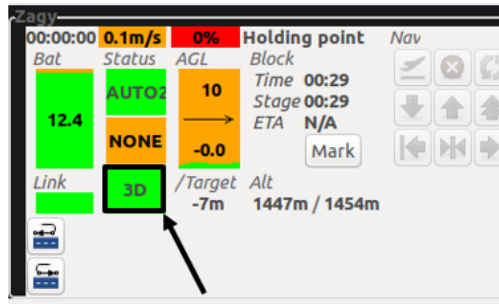 Zagy
00:00:00 0.1m/s 0% Holding point Nav
Bat Status AGL Block
Time 00:29
AUTO2 10 Stage 00:29
12.4 ETA N/A
NONE -0.0 Mark
Link 3D /Target Alt
-7m 1447m / 1454m